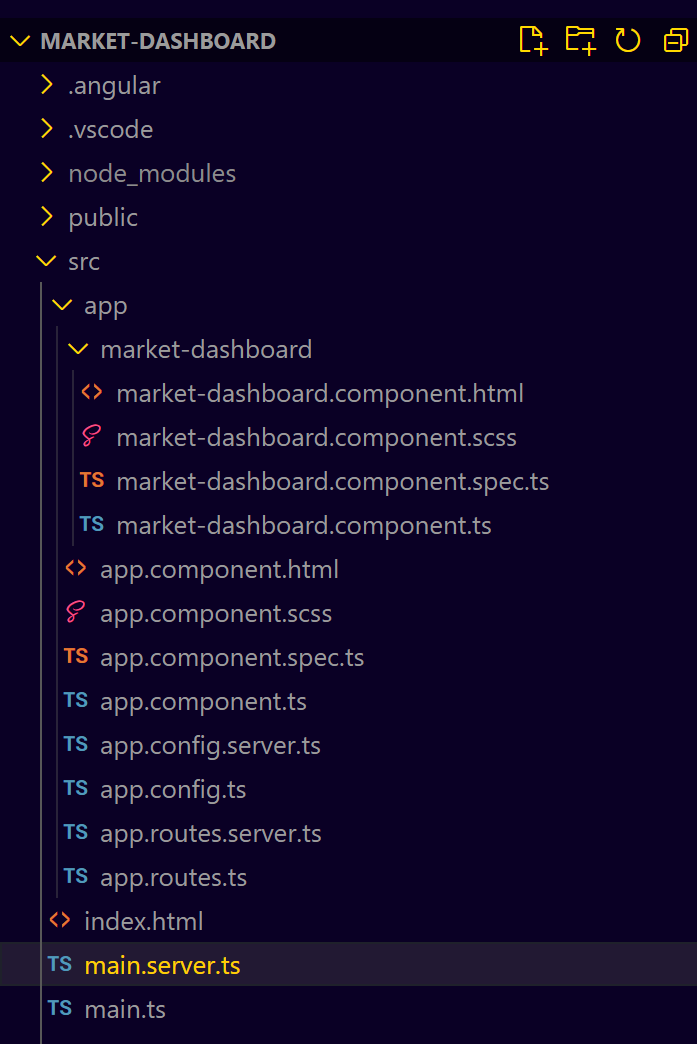 MARKET-DASHBOARD
.angular
.vscode
node_modules
public
src
app
market-dashboard
market-dashboard.component.html
market-dashboard.component.scss
TS market-dashboard.component.spec.ts
TS market-dashboard.component.ts
app.component.html
app.component.scss
TS app.component.spec.ts
TS app.component.ts
TS app.config.server.ts
TS app.config.ts
TS app.routes.server.ts
TS app.routes.ts
index.html
TS main.server.ts
TS main.ts